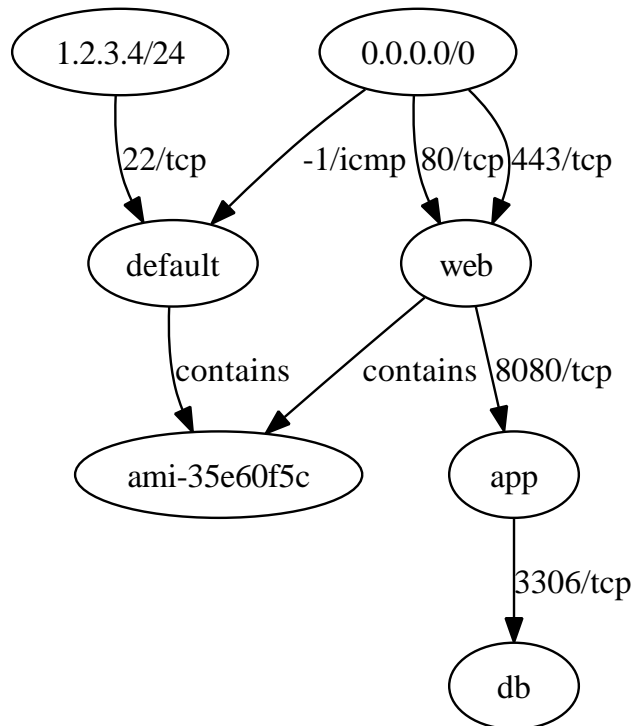 1.2.3.4/24 0.0.0.0/0
22/tcp -1/icmp 80/tcp 443/tcp
default web
contains contains 8080/tcp
ami-35e60f5c app
3306/tcp
db